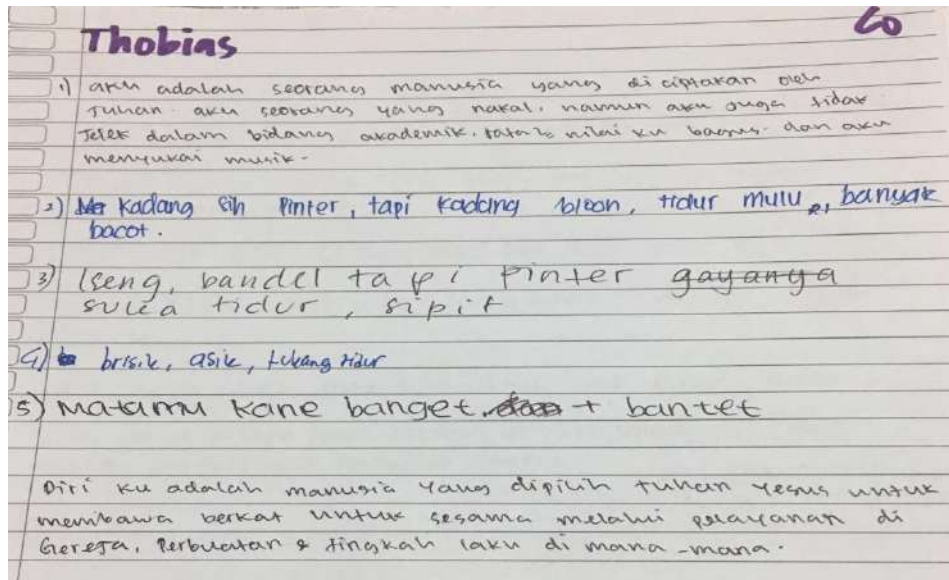 Thobias
60
1) aku adalah seorang manusia yang di ciptakan oleh
Tuhan. aku seorang yang nakal. namun aku juga tidak
Jelek dalam bidang akademik. rata2 nilai ku bagus. dan aku
menyukai musik.
2) Kadang sih Pinter, tapi kadang bloon, tidur mulu, banyak
bacot.
3) Iseng, bandel tapi pinter gayanya
suka tidur, sipit
4) brisik, asik, tukang tidur
5) Matamu kane banget + bantet
Diri ku adalah manusia yang dipilih tuhan Yesus untuk
membawa berkat untuk sesama melalui pelayanan di
Gereja, Perbuatan & tingkah laku di mana-mana.